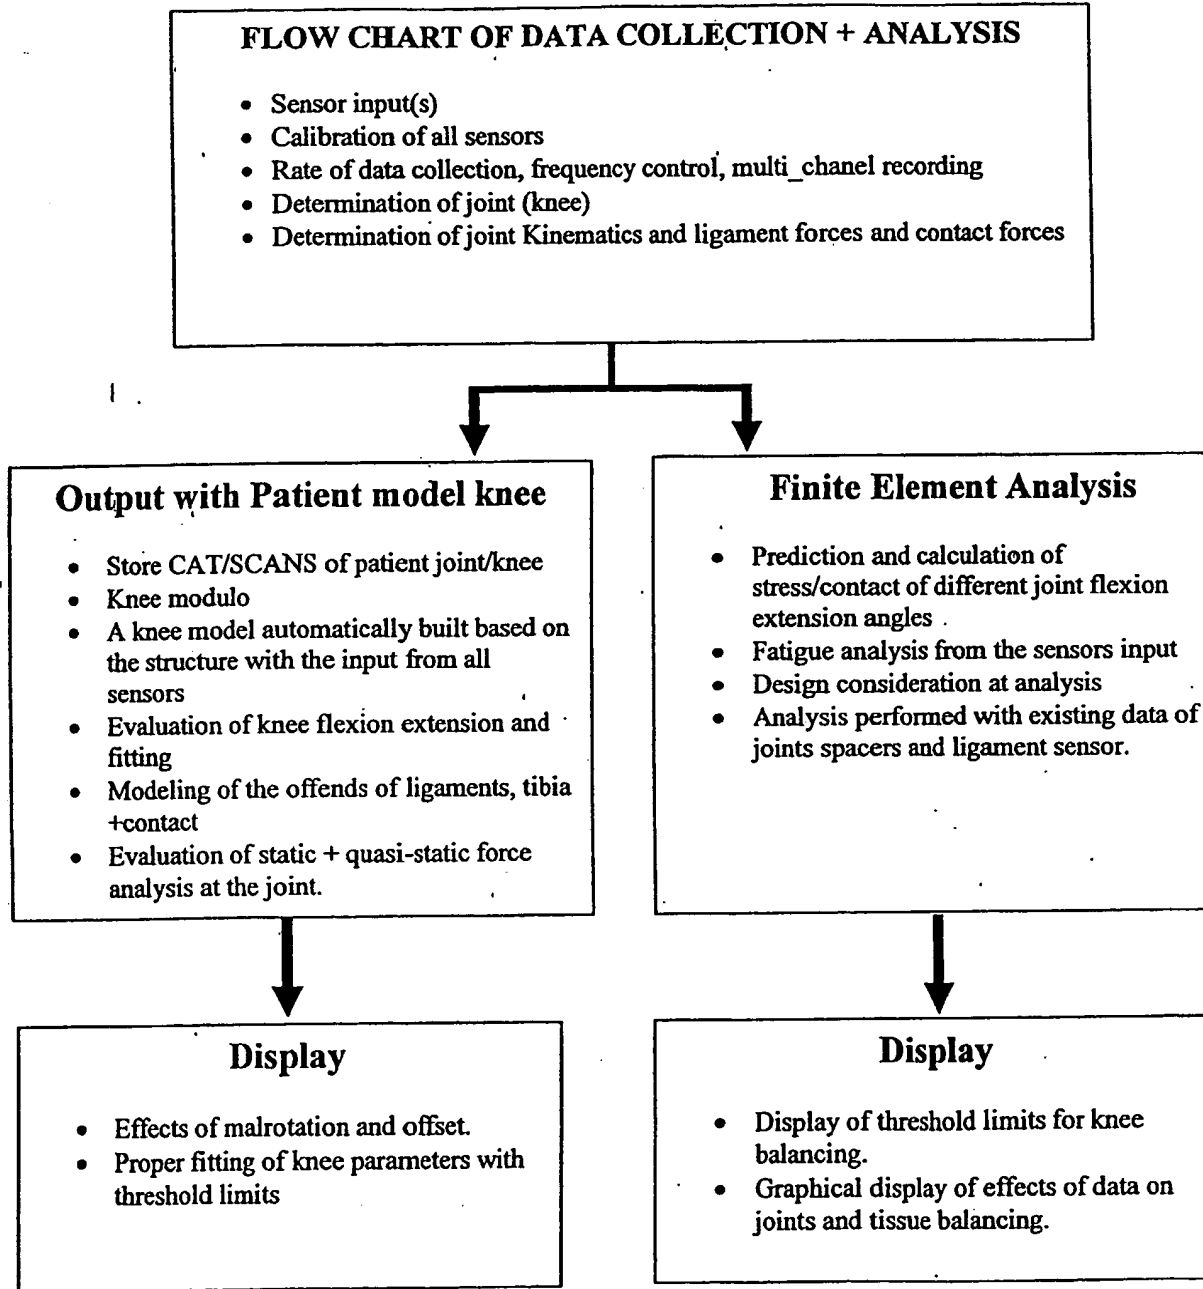 FLOW CHART OF DATA COLLECTION + ANALYSIS
• Sensor input(s)
• Calibration of all sensors
• Rate of data collection, frequency control, multi_chanel recording
• Determination of joint (knee)
• Determination of joint Kinematics and ligament forces and contact forces
Output with Patient model knee
• Store CAT/SCANS of patient joint/knee
• Knee modulo
• A knee model automatically built based on
the structure with the input from all
sensors
• Evaluation of knee flexion extension and
fitting
• Modeling of the offends of ligaments, tibia
+contact
• Evaluation of static + quasi-static force
analysis at the joint.
Finite Element Analysis
• Prediction and calculation of
stress/contact of different joint flexion
extension angles
• Fatigue analysis from the sensors input
• Design consideration at analysis
• Analysis performed with existing data of
joints spacers and ligament sensor.
Display
• Effects of malrotation and offset.
• Proper fitting of knee parameters with
threshold limits
Display
• Display of threshold limits for knee
balancing.
• Graphical display of effects of data on
joints and tissue balancing.